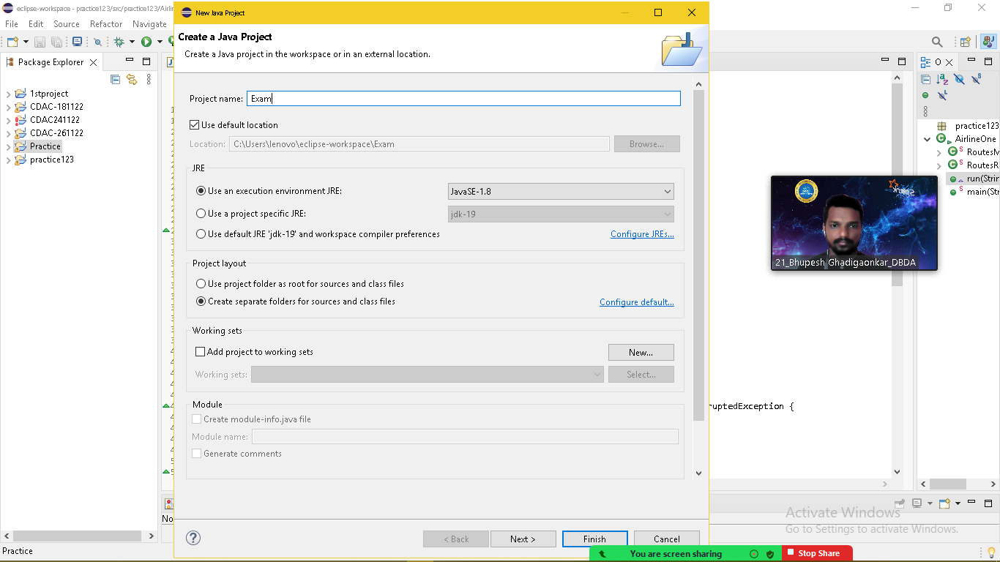 eclipse-workspace - practice123/src/practice123/Airlin
New Java Project
File Edit Source Refactor Navigate
Create a Java Project
Create a Java project in the workspace or in an external location.
Package Explorer
O
1stproject
CDAC-181122
CDAC241122
CDAC-261122
Practice
practice123
Project name: Exam
Use default location
Location: C:\Users\lenovo\eclipse-workspace\Exam Browse...
JRE
Use an execution environment JRE: JavaSE-1.8
Use a project specific JRE: jdk-19
Use default JRE 'jdk-19' and workspace compiler preferences Configure JREs...
Project layout
Use project folder as root for sources and class files
Create separate folders for sources and class files Configure default...
Working sets
Add project to working sets New...
Working sets: Select...
Module
Create module-info.java file
Module name:
Generate comments
< Back Next > Finish Cancel
practice123
AirlineOne
RoutesM
RoutesR
run(Strin
main(Str
21_Bhupesh Ghadigaonkar_DBDA
ruptedException {
No
Activate Windows
Go to Settings to activate Windows.
Practice
You are screen sharing Stop Share